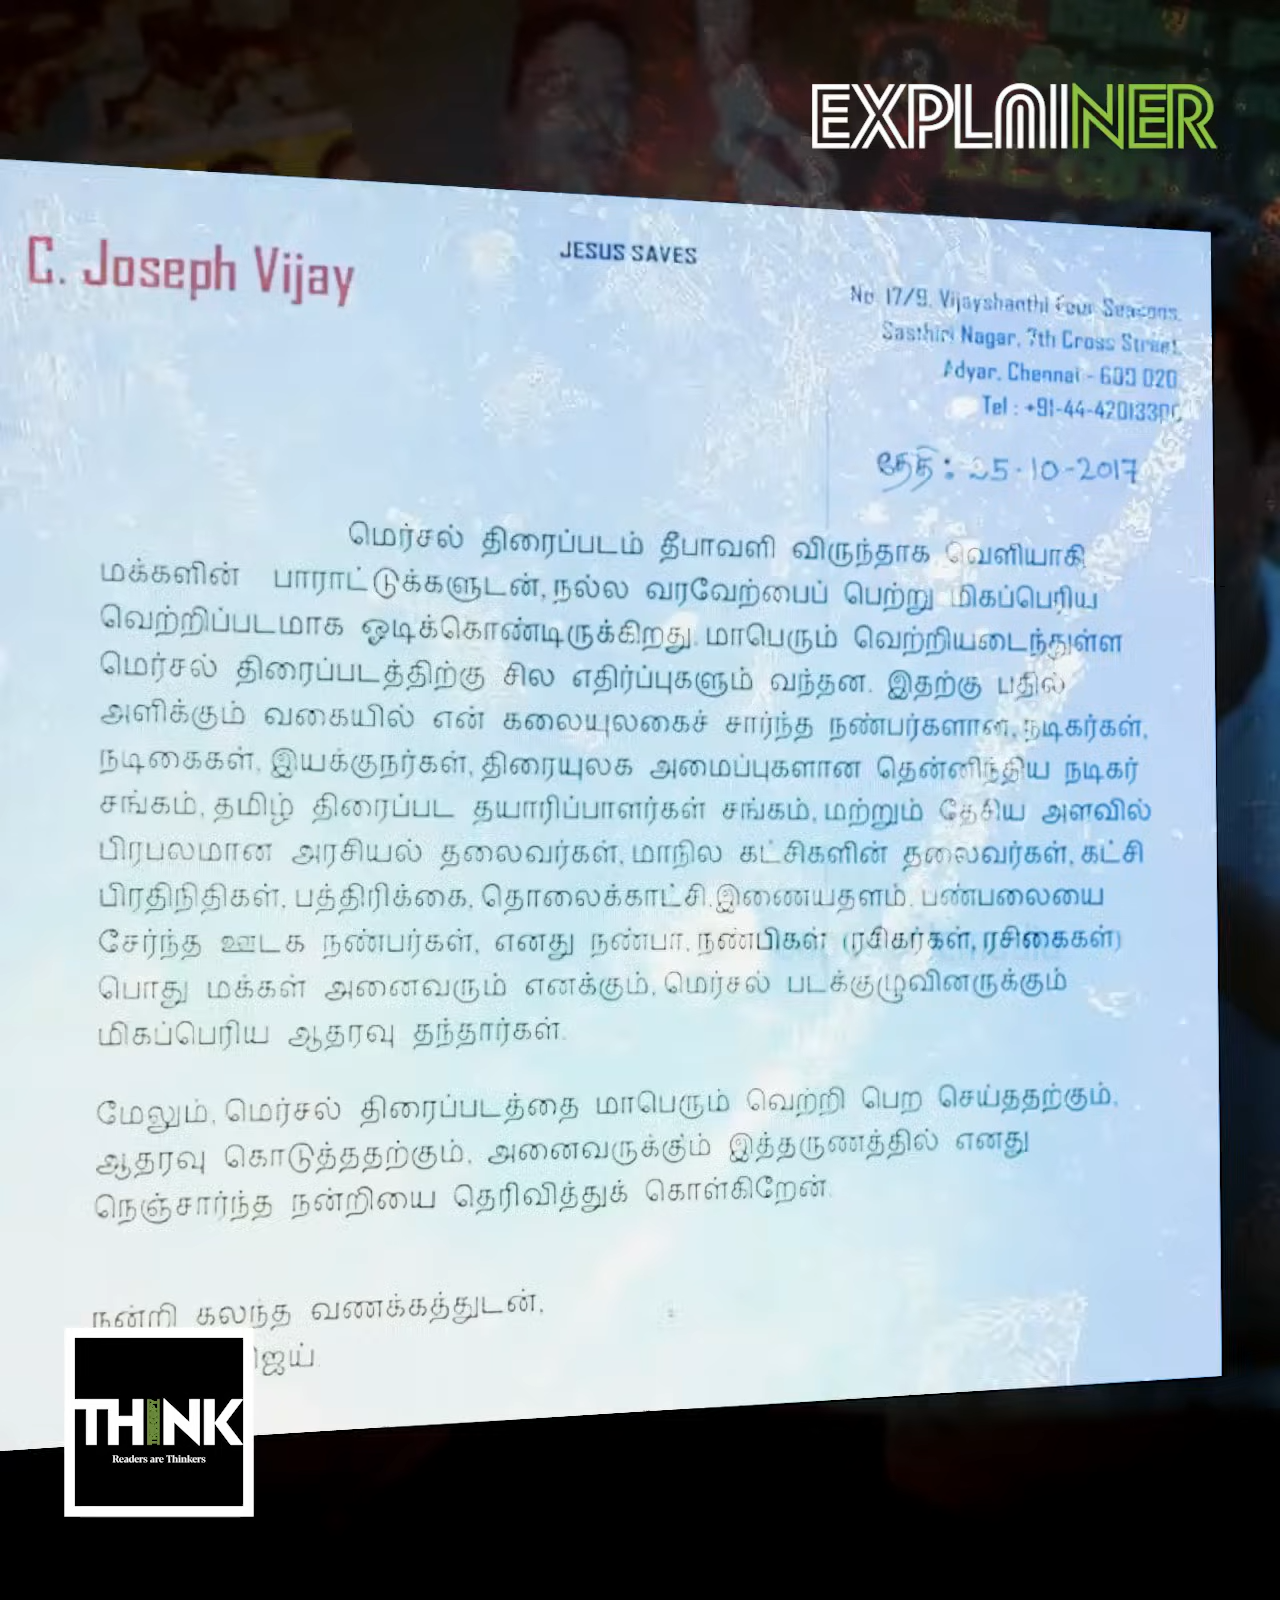 EXPLAINER
C. Joseph Vijay
JESUS SAVES
No 17/9, Vijayshanthi Four Seasons,
Sasthiri Nagar, 7th Cross Street,
Adyar, Chennai - 600 020
Tel : +91-44-4201330
தேதி : 25-10-2017
மெர்சல் திரைப்படம் தீபாவளி விருந்தாக வெளியாகி
மக்களின் பாராட்டுக்களுடன், நல்ல வரவேற்பைப் பெற்று மிகப்பெரிய
வெற்றிப்படமாக ஓடிக்கொண்டிருக்கிறது. மாபெரும் வெற்றியடைந்துள்ள
மெர்சல் திரைப்படத்திற்கு சில எதிர்ப்புகளும் வந்தன. இதற்கு பதில்
அளிக்கும் வகையில் என் கலையுலகைச் சார்ந்த நண்பர்களான, நடிகர்கள்,
நடிகைகள், இயக்குநர்கள், திரையுலக அமைப்புகளான தென்னிந்திய நடிகர்
சங்கம், தமிழ் திரைப்பட தயாரிப்பாளர்கள் சங்கம், மற்றும் தேசிய அளவில்
பிரபலமான அரசியல் தலைவர்கள், மாநில கட்சிகளின் தலைவர்கள், கட்சி
பிரதிநிதிகள், பத்திரிக்கை, தொலைக்காட்சி, இணையதளம், பண்பலையை
சேர்ந்த ஊடக நண்பர்கள், எனது நண்பா, நண்பிகள் (ரசிகர்கள், ரசிகைகள்)
பொது மக்கள் அனைவரும் எனக்கும், மெர்சல் படக்குழுவினருக்கும்
மிகப்பெரிய ஆதரவு தந்தார்கள்.
மேலும், மெர்சல் திரைப்படத்தை மாபெரும் வெற்றி பெற செய்ததற்கும்,
ஆதரவு கொடுத்ததற்கும், அனைவருக்கும் இத்தருணத்தில் எனது
நெஞ்சார்ந்த நன்றியை தெரிவித்துக் கொள்கிறேன்.
நன்றி கலந்த வணக்கத்துடன்,
ஜய்.
THINK
Readers are Thinkers